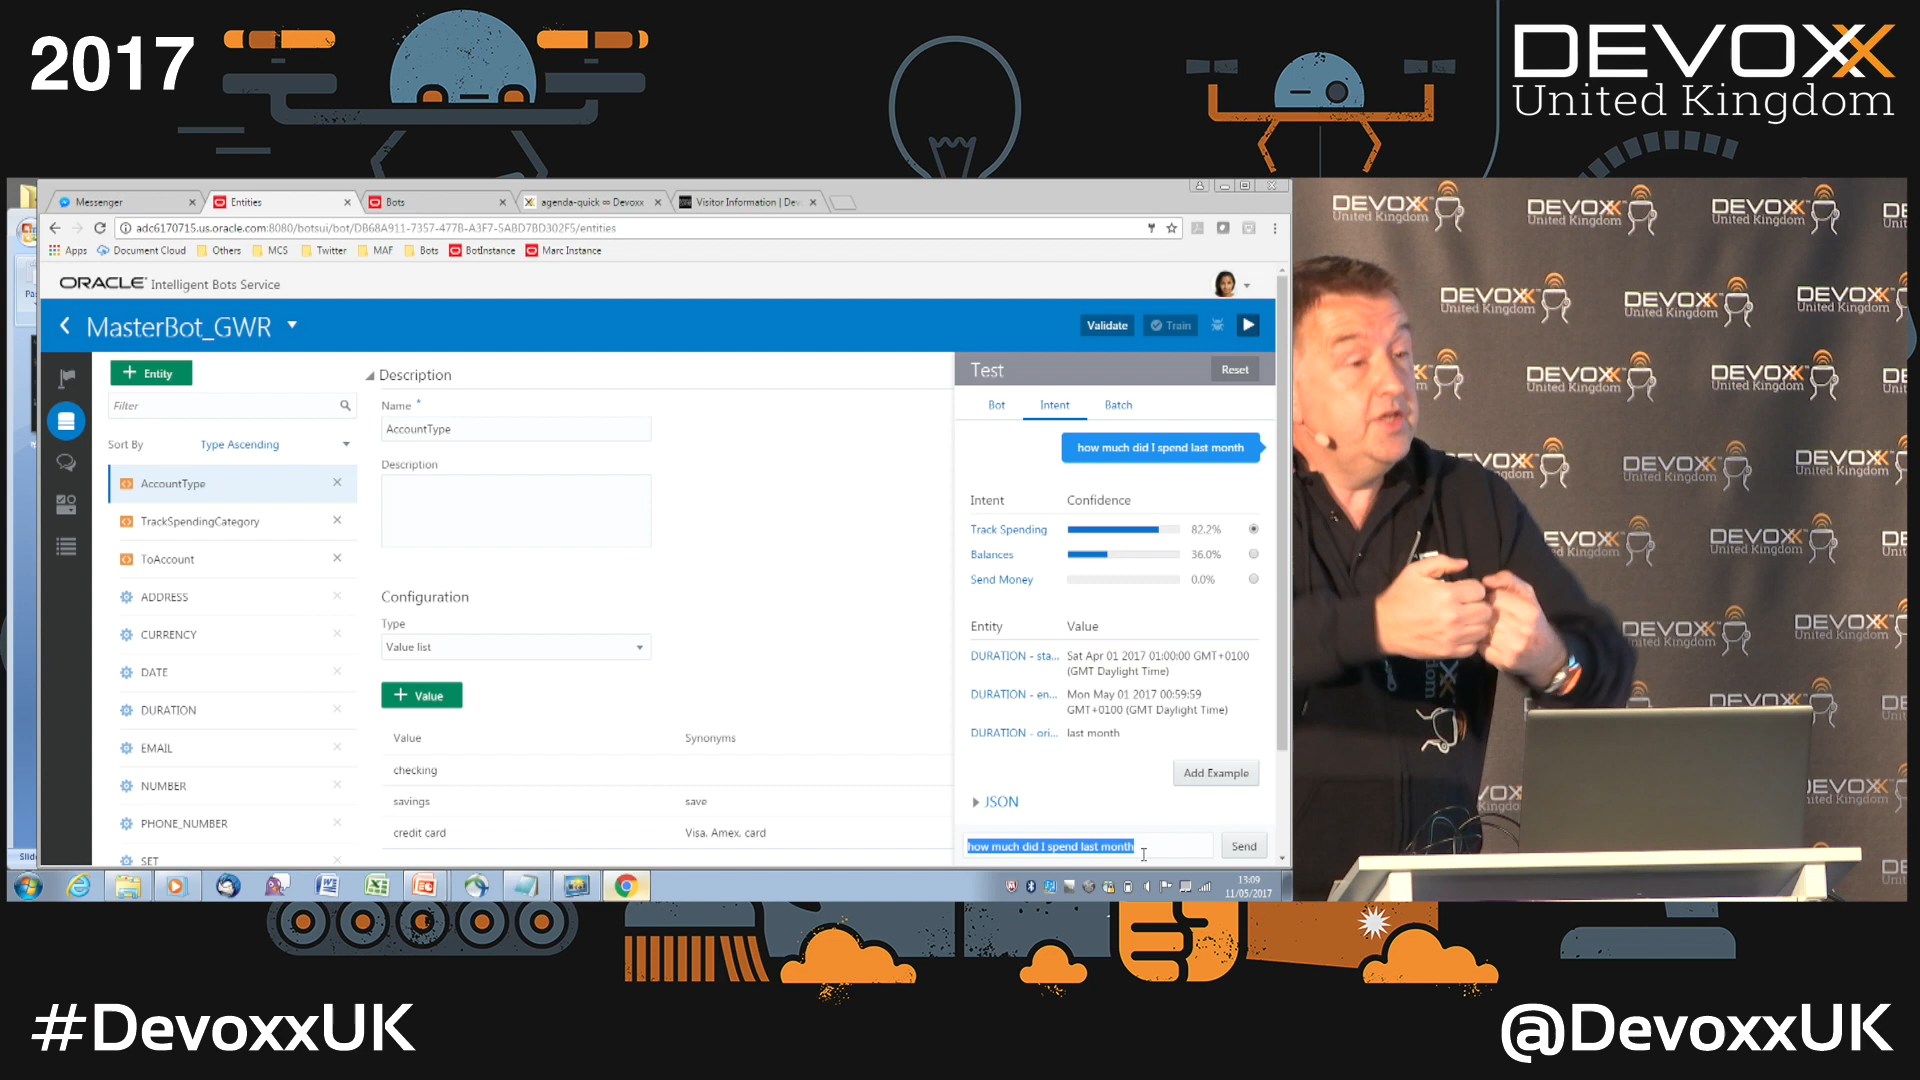 2017
DEVOXX
United Kingdom
Messenger
Entities
Bots
agenda-quick ∞ Devoxx
Visitor Information | Dev
adc6170715.us.oracle.com:8080/botsui/bot/DB68A911-7357-477B-A3F7-5A8D7BD302F5/entities
Apps
Document Cloud
Others
MCS
Twitter
MAF
Bots
BotInstance
Marc Instance
ORACLE Intelligent Bots Service
MasterBot_GWR
Validate
Train
+ Entity
Filter
Sort By
Type Ascending
AccountType
TrackSpendingCategory
ToAccount
ADDRESS
CURRENCY
DATE
DURATION
EMAIL
NUMBER
PHONE_NUMBER
SET
Description
Name *
AccountType
Description
Configuration
Type
Value list
+ Value
Value Synonyms
checking
savings save
credit card Visa, Amex, card
Test
Reset
Bot Intent Batch
how much did I spend last month
Intent Confidence
Track Spending 82.2%
Balances 36.0%
Send Money 0.0%
Entity Value
DURATION - sta... Sat Apr 01 2017 01:00:00 GMT+0100
(GMT Daylight Time)
DURATION - en... Mon May 01 2017 00:59:59
GMT+0100 (GMT Daylight Time)
DURATION - ori... last month
Add Example
JSON
how much did I spend last month
Send
13:09
11/05/2017
DEVOXX
United Kingdom
#DevoxxUK
@DevoxxUK